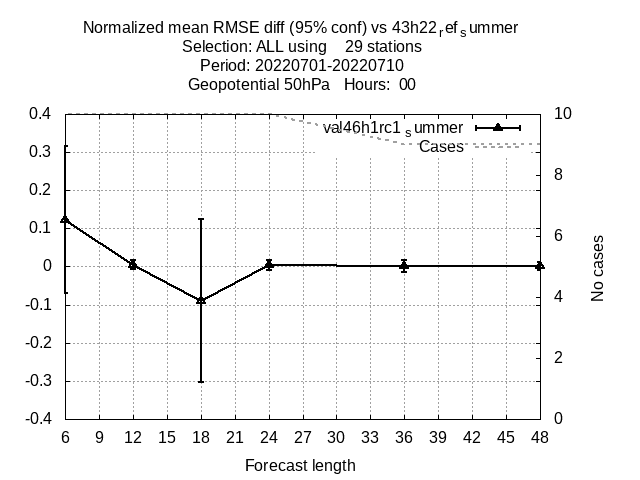 Normalized mean RMSE diff (95% conf) vs 43h22refsummer
Selection: ALL using 29 stations
Period: 20220701-20220710
Geopotential 50hPa Hours: 00
val46h1rc1summer
Cases
0.4
0.3
0.2
0.1
0
-0.1
-0.2
-0.3
-0.4
10
8
6
4
2
0
No cases
6 9 12 15 18 21 24 27 30 33 36 39 42 45 48
Forecast length